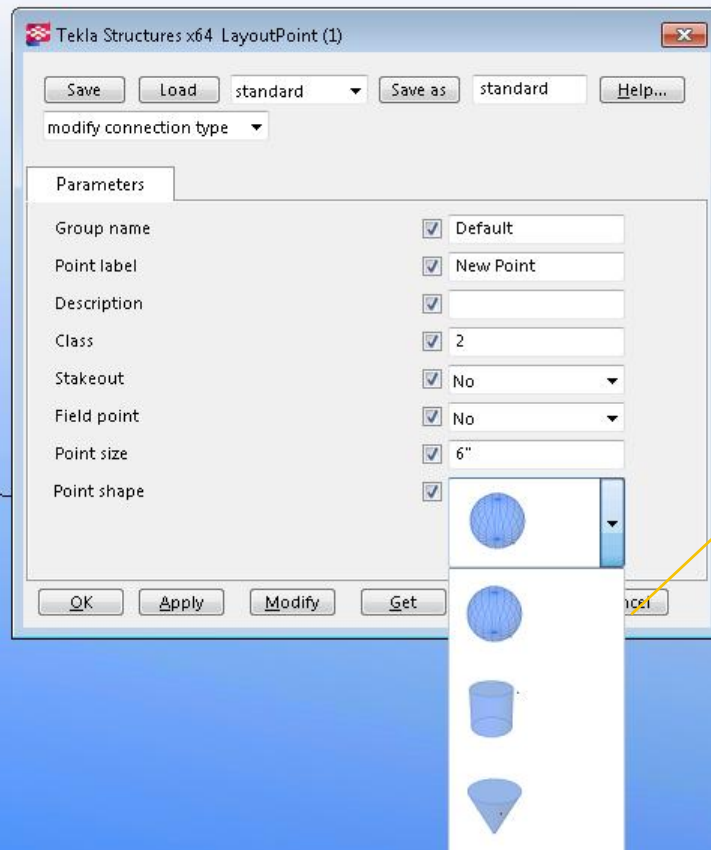 Tekla Structures x64 LayoutPoint (1)
Save Load standard Save as standard Help...
modify connection type
Parameters
Group name Default
Point label New Point
Description
Class 2
Stakeout No
Field point No
Point size 6"
Point shape
OK Apply Modify Get ncel